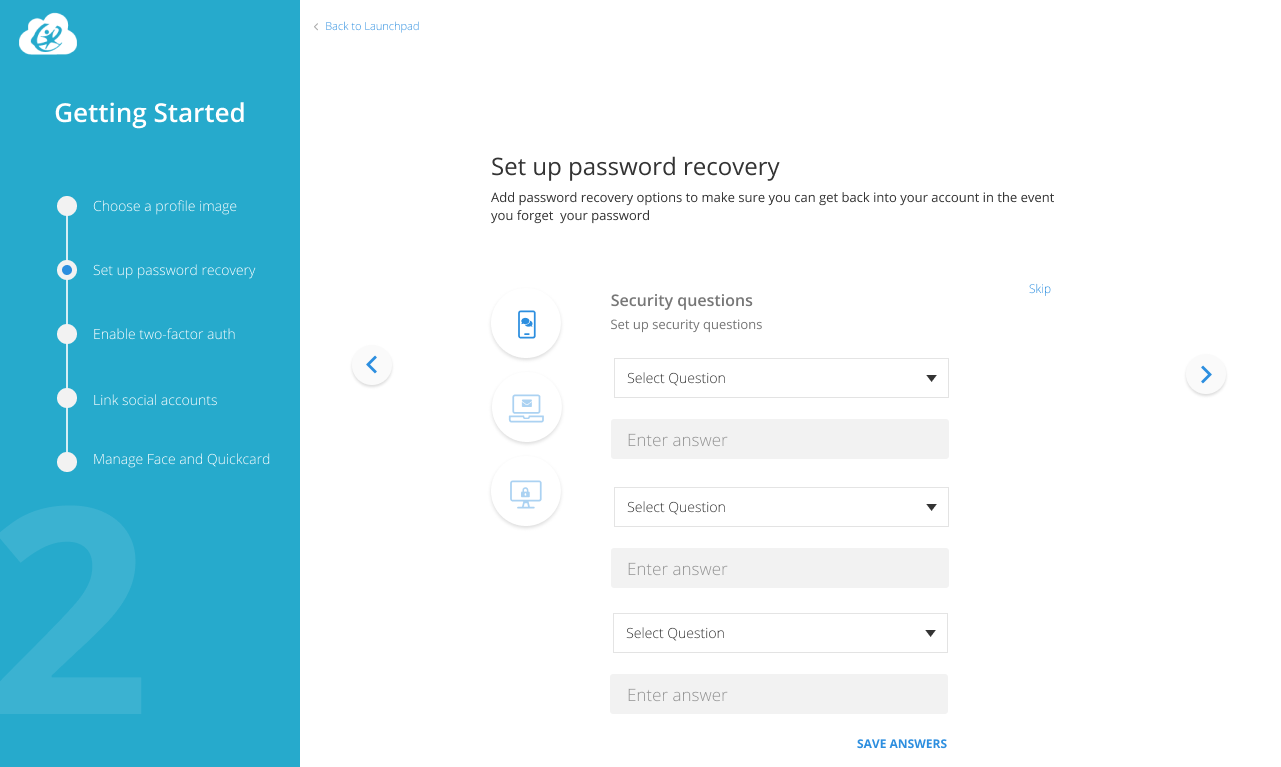 Back to Launchpad
Getting Started
Choose a profile image
Set up password recovery
Enable two-factor auth
Link social accounts
Manage Face and Quickcard
2
Set up password recovery
Add password recovery options to make sure you can get back into your account in the event
you forget  your password
Skip
Security questions
Set up security questions
Select Question
Enter answer
Select Question
Enter answer
Select Question
Enter answer
SAVE ANSWERS